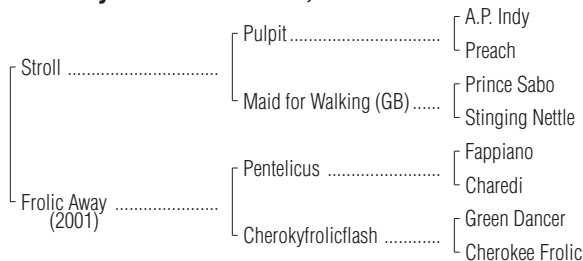 A.P. Indy
Pulpit
Preach
Stroll
Prince Sabo
Maid for Walking (GB)
Stinging Nettle
Fappiano
Pentelicus
Charedi
Frolic Away
(2001)
Green Dancer
Cherokyfrolicflash
Cherokee Frolic